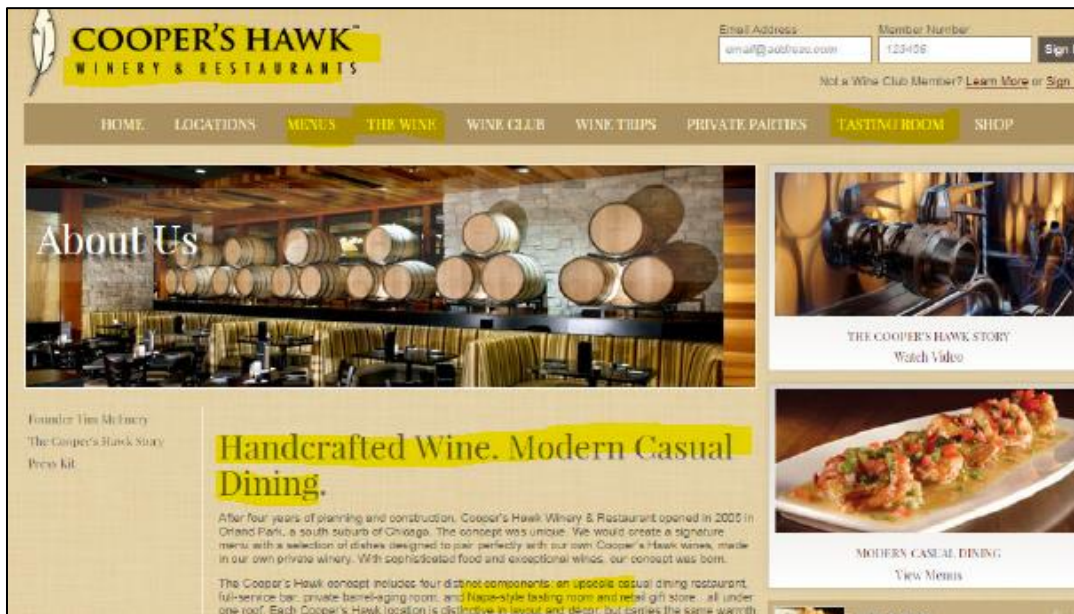 COOPER'S HAWK™
WINERY & RESTAURANTS
Email Address
Member Number
email@address.com
123456
Sign
Not a Wine Club Member? Learn More or Sign
HOME LOCATIONS MENUS THE WINE WINE CLUB WINE TRIPS PRIVATE PARTIES TASTING ROOM SHOP
About Us
THE COOPER'S HAWK STORY
Watch Video
Founder Tim McEnery
The Cooper's Hawk Story
Press Kit
Handcrafted Wine. Modern Casual
Dining.
After four years of planning and construction, Cooper's Hawk Winery & Restaurant opened in 2005 in
Orland Park, a south suburb of Chicago. The concept was unique. We would create a signature
menu with a selection of dishes designed to pair perfectly with our own Cooper's Hawk wines, made
in our own private winery. With sophisticated food and exceptional wines, our concept was born.
The Cooper's Hawk concept includes four distinct components: an upscale casual dining restaurant,
full-service bar, private barrel-aging room, and Napa-style tasting room and retail gift store all under
one roof. Each Cooper's Hawk location is distinctive in layout and décor, but carries the same warmth
MODERN CASUAL DINING
View Menus